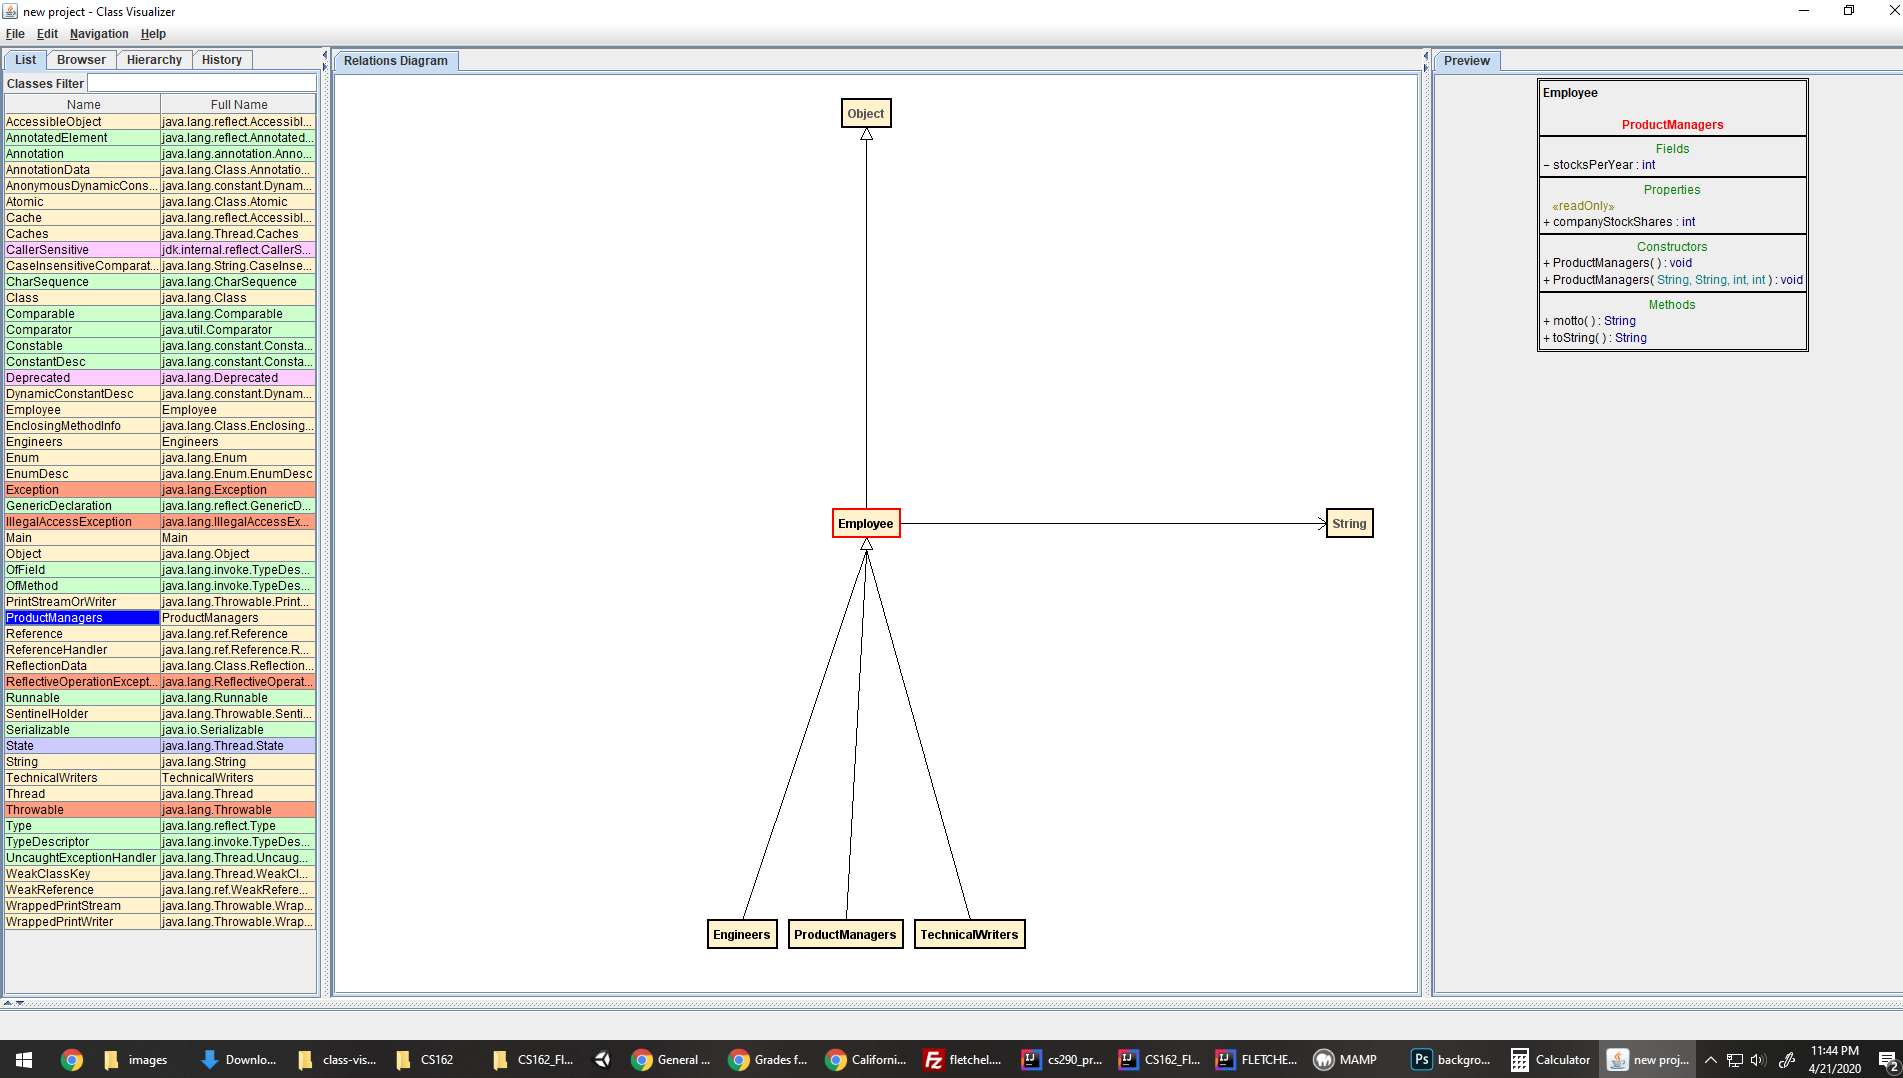 new project - Class Visualizer
File Edit Navigation Help
List Browser Hierarchy History
Classes Filter
Name Full Name
AccessibleObject java.lang.reflect.Accessibl...
AnnotatedElement java.lang.reflect.Annotated...
Annotation java.lang.annotation.Anno...
AnnotationData java.lang.Class.Annotatio...
AnonymousDynamicCons... java.lang.constant.Dynam...
Atomic java.lang.Class.Atomic
Cache java.lang.reflect.Accessibl...
Caches java.lang.Thread.Caches
CallerSensitive jdk.internal.reflect.CallerS...
CaseInsensitiveComparat... java.lang.String.CaseInse...
CharSequence java.lang.CharSequence
Class java.lang.Class
Comparable java.lang.Comparable
Comparator java.util.Comparator
Constable java.lang.constant.Consta...
ConstantDesc java.lang.constant.Consta...
Deprecated java.lang.Deprecated
DynamicConstantDesc java.lang.constant.Dynam...
Employee Employee
EnclosingMethodInfo java.lang.Class.Enclosing...
Engineers Engineers
Enum java.lang.Enum
EnumDesc java.lang.Enum.EnumDesc
Exception java.lang.Exception
GenericDeclaration java.lang.reflect.GenericD...
IllegalAccessException java.lang.IllegalAccessEx...
Main Main
Object java.lang.Object
OfField java.lang.invoke.TypeDes...
OfMethod java.lang.invoke.TypeDes...
PrintStreamOrWriter java.lang.Throwable.Print...
ProductManagers ProductManagers
Reference java.lang.ref.Reference
ReferenceHandler java.lang.ref.Reference.R...
ReflectionData java.lang.Class.Reflection...
ReflectiveOperationExcept... java.lang.ReflectiveOperat...
Runnable java.lang.Runnable
SentinelHolder java.lang.Throwable.Senti...
Serializable java.io.Serializable
State java.lang.Thread.State
String java.lang.String
TechnicalWriters TechnicalWriters
Thread java.lang.Thread
Throwable java.lang.Throwable
Type java.lang.reflect.Type
TypeDescriptor java.lang.invoke.TypeDes...
UncaughtExceptionHandler java.lang.Thread.Uncaug...
WeakClassKey java.lang.Thread.WeakCl...
WeakReference java.lang.ref.WeakRefere...
WrappedPrintStream java.lang.Throwable.Wrap...
WrappedPrintWriter java.lang.Throwable.Wrap...
Relations Diagram
Object
Employee
String
Engineers
ProductManagers
TechnicalWriters
Preview
Employee
ProductManagers
Fields
− stocksPerYear : int
Properties
«readOnly»
+ companyStockShares : int
Constructors
+ ProductManagers( ) : void
+ ProductManagers( String, String, int, int ) : void
Methods
+ motto( ) : String
+ toString( ) : String
images Downlo... class-vis... CS162 CS162_Fl... General ... Grades f... Californi... fletchel.... cs290_pr... CS162_Fl... FLETCHE... MAMP Ps backgro... Calculator new proj...
11:44 PM
4/21/2020
2